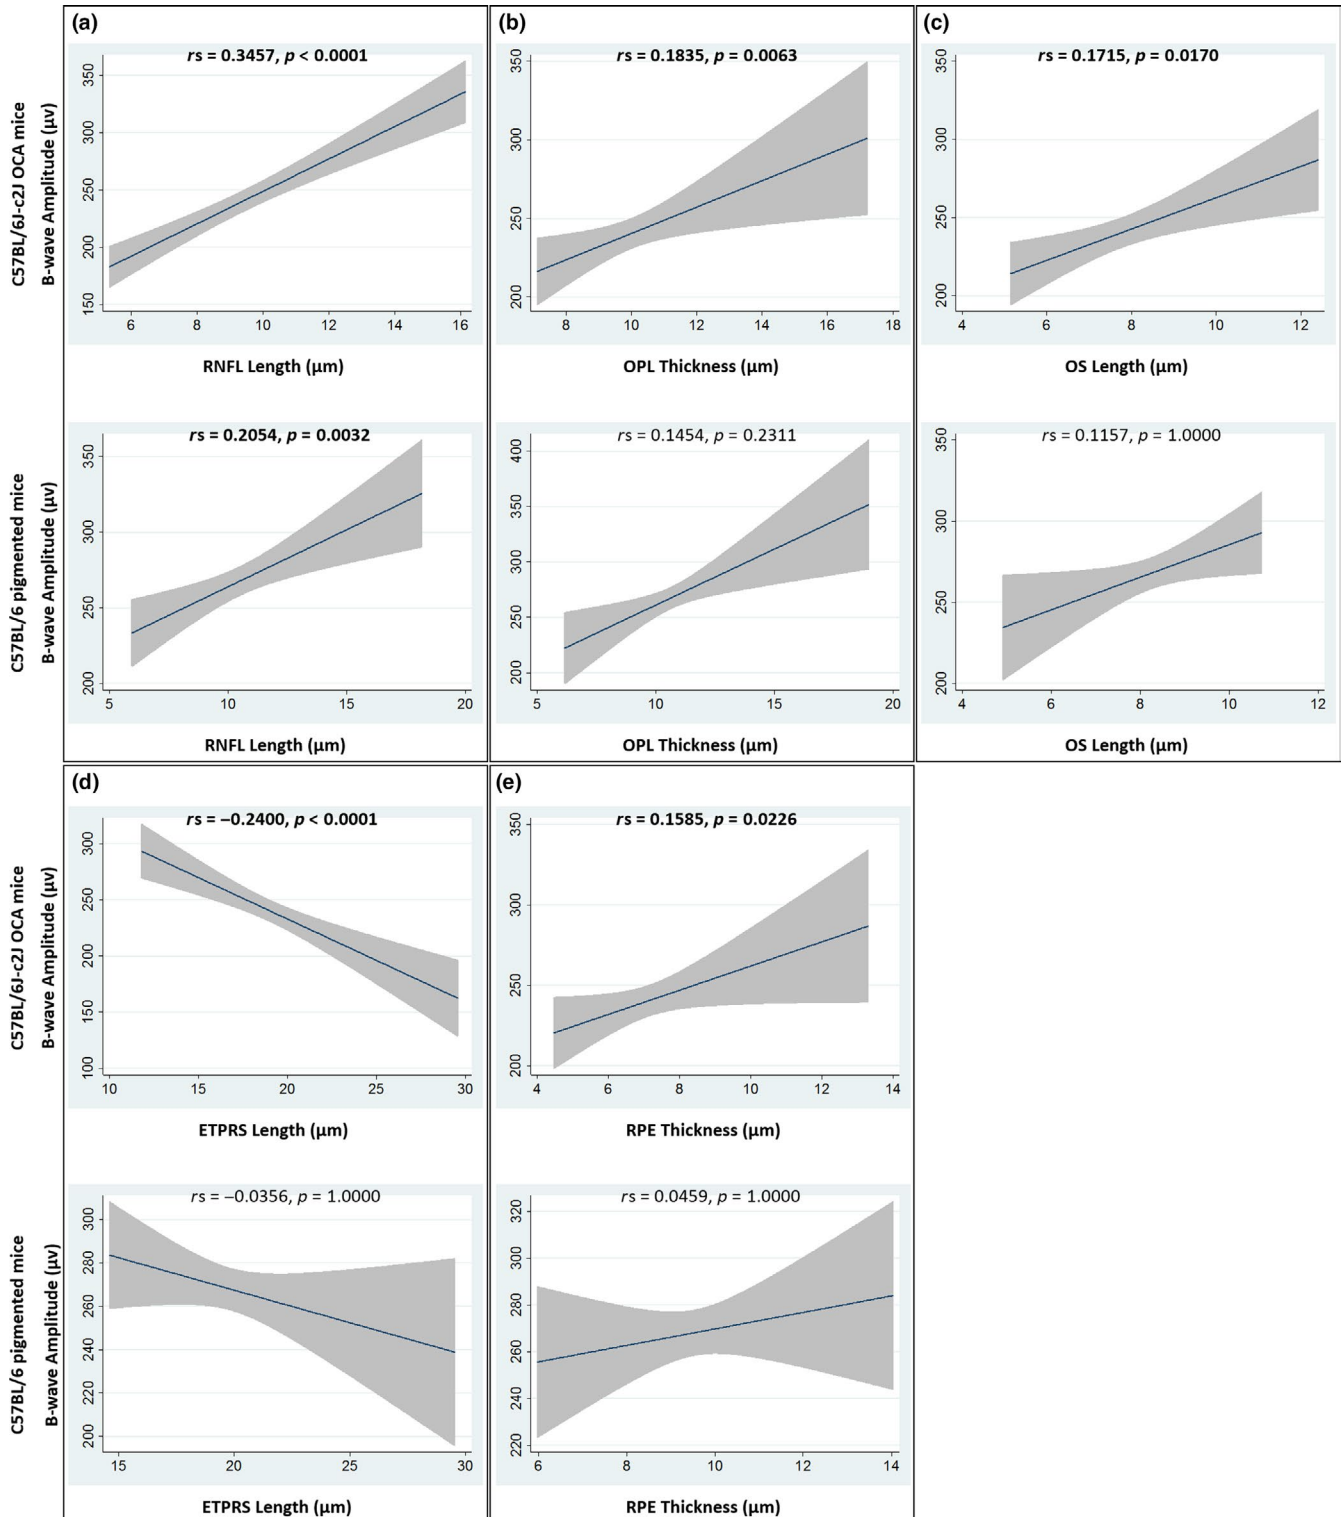 (a)
rs = 0.3457, p < 0.0001
C57BL/6J-c2J OCA mice
B-wave Amplitude (µv)
350
300
250
200
150
6 8 10 12 14 16
RNFL Length (µm)
(b)
rs = 0.1835, p = 0.0063
350
300
250
200
8 10 12 14 16 18
OPL Thickness (µm)
(c)
rs = 0.1715, p = 0.0170
350
300
250
200
4 6 8 10 12
OS Length (µm)
rs = 0.2054, p = 0.0032
C57BL/6 pigmented mice
B-wave Amplitude (µv)
350
300
250
200
5 10 15 20
RNFL Length (µm)
rs = 0.1454, p = 0.2311
400
350
300
250
200
5 10 15 20
OPL Thickness (µm)
rs = 0.1157, p = 1.0000
350
300
250
200
4 6 8 10 12
OS Length (µm)
(d)
rs = −0.2400, p < 0.0001
C57BL/6J-c2J OCA mice
B-wave Amplitude (µv)
300
250
200
150
100
10 15 20 25 30
ETPRS Length (µm)
(e)
rs = 0.1585, p = 0.0226
350
300
250
200
4 6 8 10 12 14
RPE Thickness (µm)
rs = −0.0356, p = 1.0000
C57BL/6 pigmented mice
B-wave Amplitude (µv)
300
280
260
240
220
200
15 20 25 30
ETPRS Length (µm)
rs = 0.0459, p = 1.0000
320
300
280
260
240
220
6 8 10 12 14
RPE Thickness (µm)